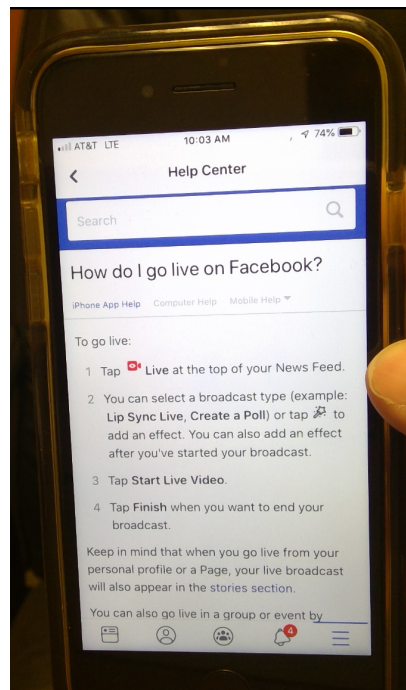 AT&T LTE 10:03 AM 74%
Help Center
Search
How do I go live on Facebook?
iPhone App Help Computer Help Mobile Help
To go live:
1 Tap Live at the top of your News Feed.
2 You can select a broadcast type (example:
Lip Sync Live, Create a Poll) or tap to
add an effect. You can also add an effect
after you've started your broadcast.
3 Tap Start Live Video.
4 Tap Finish when you want to end your
broadcast.
Keep in mind that when you go live from your
personal profile or a Page, your live broadcast
will also appear in the stories section.
You can also go live in a group or event by
4